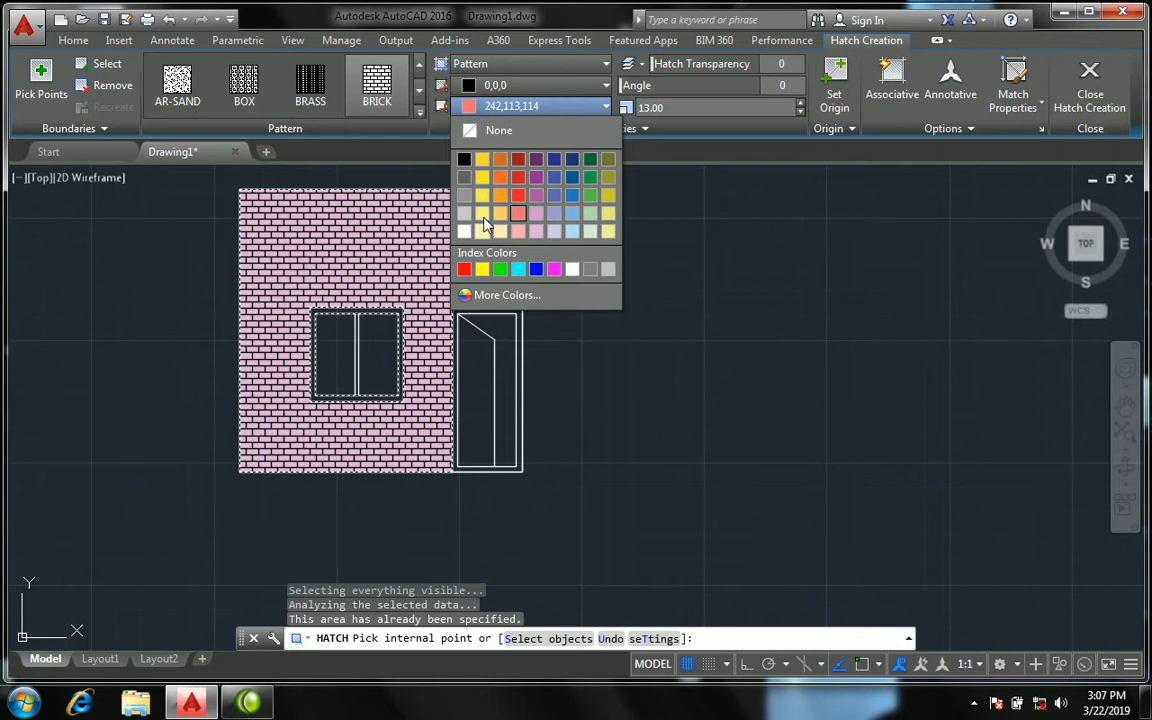 Autodesk AutoCAD 2016 Drawing1.dwg
Type a keyword or phrase
Sign In
Home Insert Annotate Parametric View Manage Output Add-ins A360 Express Tools Featured Apps BIM 360 Performance Hatch Creation
Pick Points
Select
Remove
Recreate
Boundaries
AR-SAND
BOX
BRASS
BRICK
Pattern
Pattern
0,0,0
242,113,114
Hatch Transparency 0
Angle 0
13.00
ies
Set Origin
Origin
Associative
Annotative
Match Properties
Options
Close Hatch Creation
Close
None
Index Colors
More Colors...
Start
Drawing1*
[−][Top][2D Wireframe]
N
W TOP E
S
WCS
Y
X
Selecting everything visible...
Analyzing the selected data...
This area has already been specified.
HATCH Pick internal point or [Select objects Undo seTtings]:
Model Layout1 Layout2
MODEL
1:1
3:07 PM
3/22/2019